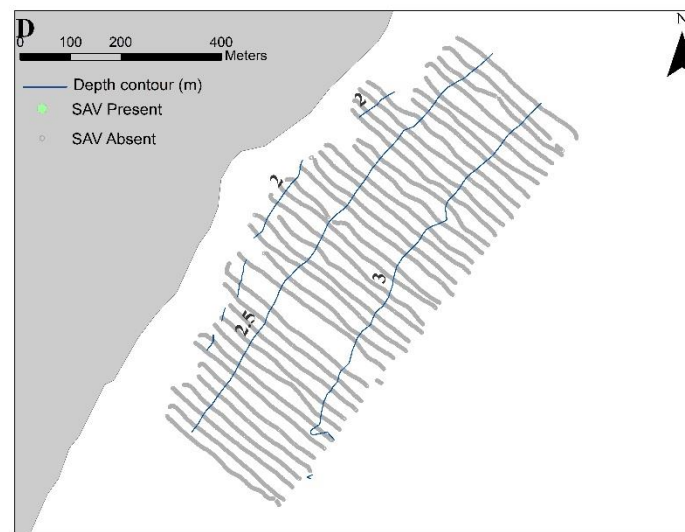 D
N
0 100 200 400
Meters
Depth contour (m)
SAV Present
SAV Absent
2
2
3
2.5